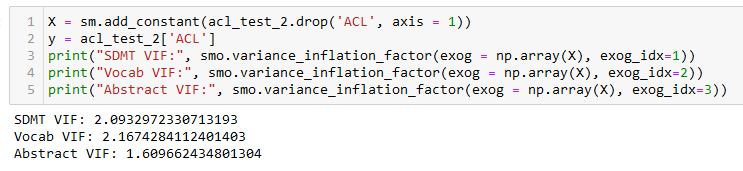 1 X = sm.add_constant(acl_test_2.drop('ACL', axis = 1))
2 y = acl_test_2['ACL']
3 print("SDMT VIF:", smo.variance_inflation_factor(exog = np.array(X), exog_idx=1))
4 print("Vocab VIF:", smo.variance_inflation_factor(exog = np.array(X), exog_idx=2))
5 print("Abstract VIF:", smo.variance_inflation_factor(exog = np.array(X), exog_idx=3))
SDMT VIF: 2.0932972330713193
Vocab VIF: 2.1674284112401403
Abstract VIF: 1.609662434801304